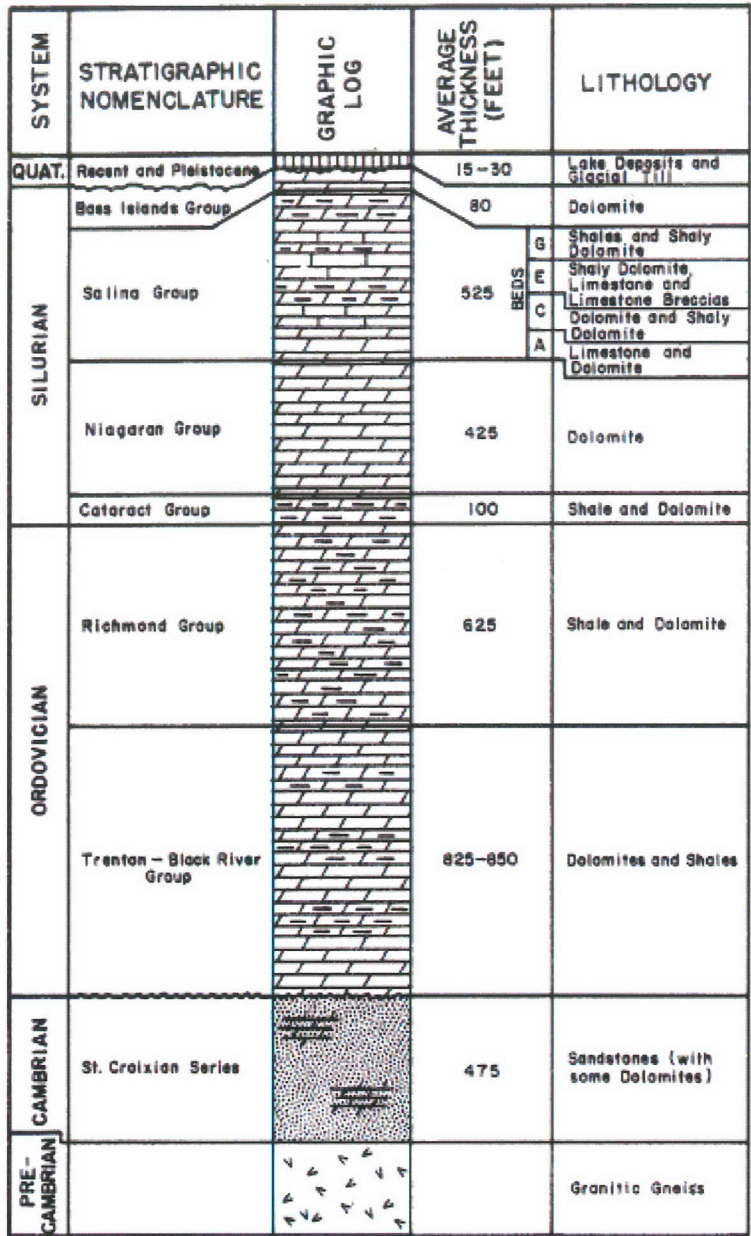 SYSTEM
STRATIGRAPHIC
NOMENCLATURE
GRAPHIC
LOG
AVERAGE
THICKNESS
(FEET)
LITHOLOGY
QUAT.
Recent and Pleistocene
15-30
Lake Deposits and
Glacial Till
SILURIAN
Bass Islands Group
80
Dolomite
Salina Group
525
BEDS
G
Shales and Shaly
Dolomite
E
Shaly Dolomite,
Limestone and
Limestone Breccias
C
Dolomite and Shaly
Dolomite
A
Limestone and
Dolomite
Niagaran Group
425
Dolomite
Cataract Group
100
Shale and Dolomite
ORDOVICIAN
Richmond Group
625
Shale and Dolomite
Trenton - Black River
Group
825-850
Dolomites and Shales
CAMBRIAN
St. Croixian Series
475
Sandstones (with
some Dolomites)
PRE-
CAMBRIAN
Granitic Gneiss